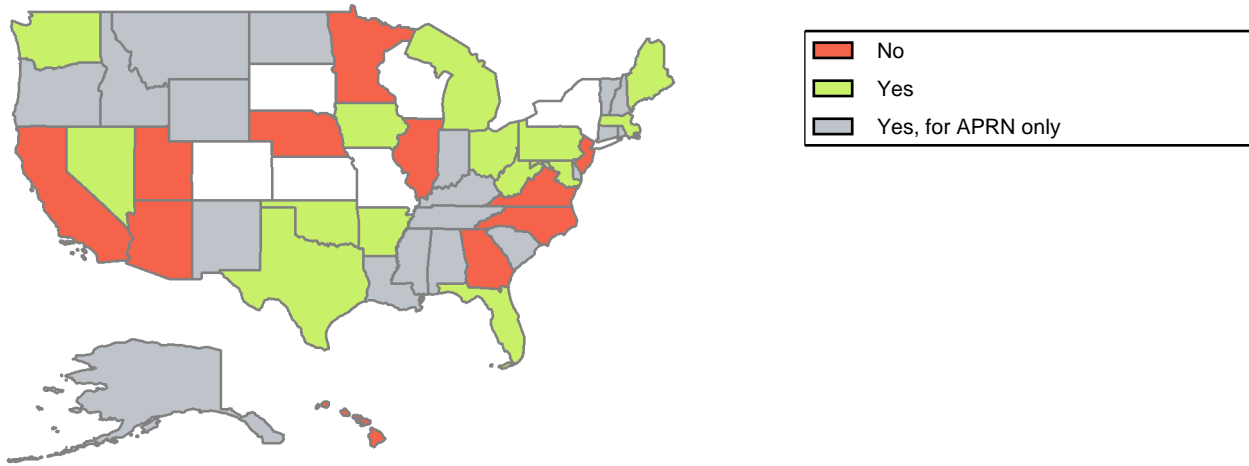 No
Yes
Yes, for APRN only